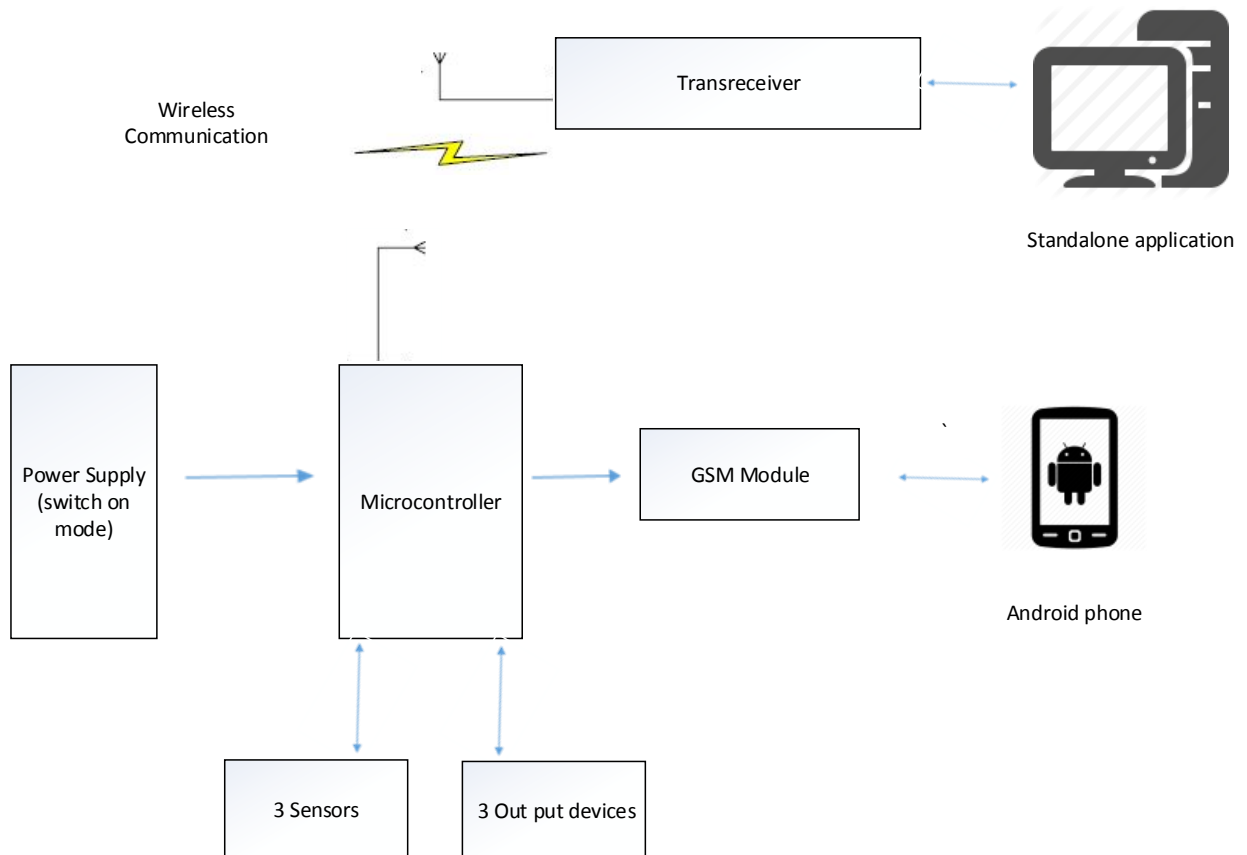 Wireless
Communication
Transreceiver
Standalone application
Power Supply
(switch on
mode)
Microcontroller
GSM Module
Android phone
3 Sensors
3 Out put devices